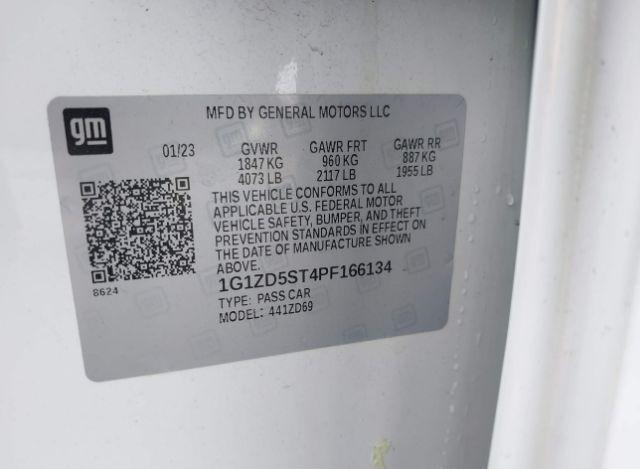 gm
MFD BY GENERAL MOTORS LLC
01/23 GVWR GAWR FRT GAWR RR
1847 KG 960 KG 887 KG
4073 LB 2117 LB 1955 LB
THIS VEHICLE CONFORMS TO ALL
APPLICABLE U.S. FEDERAL MOTOR
VEHICLE SAFETY, BUMPER, AND THEFT
PREVENTION STANDARDS IN EFFECT ON
THE DATE OF MANUFACTURE SHOWN
ABOVE.
8624
1G1ZD5ST4PF166134
TYPE: PASS CAR
MODEL: 441ZD69